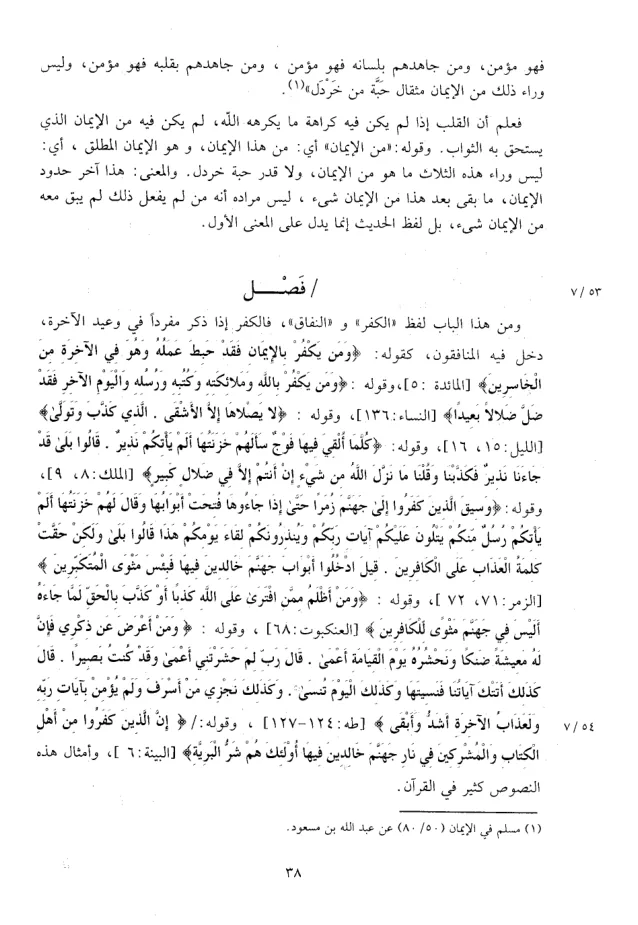 فهو مؤمن، ومن جاهدهم بلسانه فهو مؤمن ، ومن جاهدهم بقلبه فهو مؤمن، وليس
وراء ذلك من الإيمان مثقال حَبَّة من خَرْدَل»(١).
فعلم أن القلب إذا لم يكن فيه كراهة ما يكرهه الله، لم يكن فيه من الإيمان الذي
يستحق به الثواب. وقوله: «من الإيمان» أي: من هذا الإيمان، و هو الإيمان المطلق ، أي:
ليس وراء هذه الثلاث ما هو من الإيمان، ولا قدر حبة خردل. والمعنى: هذا آخر حدود
الإيمان، ما بقى بعد هذا من الإيمان شىء ، ليس مراده أنه من لم يفعل ذلك لم يبق معه
من الإيمان شىء، بل لفظ الحديث إنما يدل على المعنى الأول.
/ فَصْـــل
٧/٥٣
ومن هذا الباب لفظ «الكفر» و «النفاق»، فالكفر إذا ذكر مفرداً في وعيد الآخرة،
دخل فيه المنافقون، كقوله: ﴿وَمَن يَكْفُرْ بِالإِيمَانِ فَقَدْ حَبِطَ عَمَلُهُ وَهُوَ فِي الآخِرَةِ مِنَ
الْخَاسِرِينَ﴾ [المائدة :٥]،وقوله : ﴿وَمَن يَكْفُرْ بِاللَّهِ وَمَلائِكَتِهِ وَكُتُبِهِ وَرُسُلِهِ وَالْيَوْمِ الآخِرِ فَقَدْ
ضَلَّ ضَلالاً بَعِيداً﴾ [النساء:١٣٦]، وقوله : ﴿لا يَصْلاهَا إِلاَّ الأَشْقَى . الَّذِي كَذَّبَ وَتَوَلَّىٰ﴾
[الليل:١٥، ١٦]، وقوله: ﴿كُلَّمَا أُلْقِيَ فِيهَا فَوْجٌ سَأَلَهُمْ خَزَنَتُهَا أَلَمْ يَأْتِكُمْ نَذِيرٌ . قَالُوا بَلَىٰ قَدْ
جَاءَنَا نَذِيرٌ فَكَذَّبْنَا وَقُلْنَا مَا نَزَّلَ اللَّهُ مِن شَيْءٍ إِنْ أَنتُمْ إِلاَّ فِي ضَلالٍ كَبِيرٍ﴾ [الملك:٨، ٩]،
وقوله: ﴿وَسِيقَ الَّذِينَ كَفَرُوا إِلَىٰ جَهَنَّمَ زُمَرًا حَتَّىٰ إِذَا جَاءُوهَا فُتِحَتْ أَبْوَابُهَا وَقَالَ لَهُمْ خَزَنَتُهَا أَلَمْ
يَأْتِكُمْ رُسُلٌ مِّنكُمْ يَتْلُونَ عَلَيْكُمْ آيَاتِ رَبِّكُمْ وَيُنذِرُونَكُمْ لِقَاءَ يَوْمِكُمْ هَذَا قَالُوا بَلَىٰ وَلَكِنْ حَقَّتْ
كَلِمَةُ الْعَذَابِ عَلَى الْكَافِرِينَ . قِيلَ ادْخُلُوا أَبْوَابَ جَهَنَّمَ خَالِدِينَ فِيهَا فَبِئْسَ مَثْوَى الْمُتَكَبِّرِينَ ﴾
[الزمر:٧١، ٧٢ ]، وقوله : ﴿وَمَنْ أَظْلَمُ مِمَّنِ افْتَرَىٰ عَلَى اللَّهِ كَذِبًا أَوْ كَذَّبَ بِالْحَقِّ لَمَّا جَاءَهُ
أَلَيْسَ فِي جَهَنَّمَ مَثْوًى لِّلْكَافِرِينَ ﴾ [العنكبوت:٦٨] ، وقوله : ﴿ وَمَنْ أَعْرَضَ عَن ذِكْرِي فَإِنَّ
لَهُ مَعِيشَةً ضَنكًا وَنَحْشُرُهُ يَوْمَ الْقِيَامَةِ أَعْمَىٰ . قَالَ رَبِّ لِمَ حَشَرْتَنِي أَعْمَىٰ وَقَدْ كُنتُ بَصِيرًا . قَالَ
كَذَلِكَ أَتَتْكَ آيَاتُنَا فَنَسِيتَهَا وَكَذَلِكَ الْيَوْمَ تُنسَىٰ . وَكَذَلِكَ نَجْزِي مَنْ أَسْرَفَ وَلَمْ يُؤْمِنْ بِآيَاتِ رَبِّهِ
وَلَعَذَابُ الآخِرَةِ أَشَدُّ وَأَبْقَى ﴾ [طه:١٢٤-١٢٧] ، وقوله:/ ﴿ إِنَّ الَّذِينَ كَفَرُوا مِنْ أَهْلِ
٧/٥٤
الْكِتَابِ وَالْمُشْرِكِينَ فِي نَارِ جَهَنَّمَ خَالِدِينَ فِيهَا أُولَئِكَ هُمْ شَرُّ الْبَرِيَّةِ﴾ [البينة:٦ ]، وأمثال هذه
النصوص كثير في القرآن.
(١) مسلم في الإيمان (٨٠/٥٠) عن عبد الله بن مسعود.
٣٨